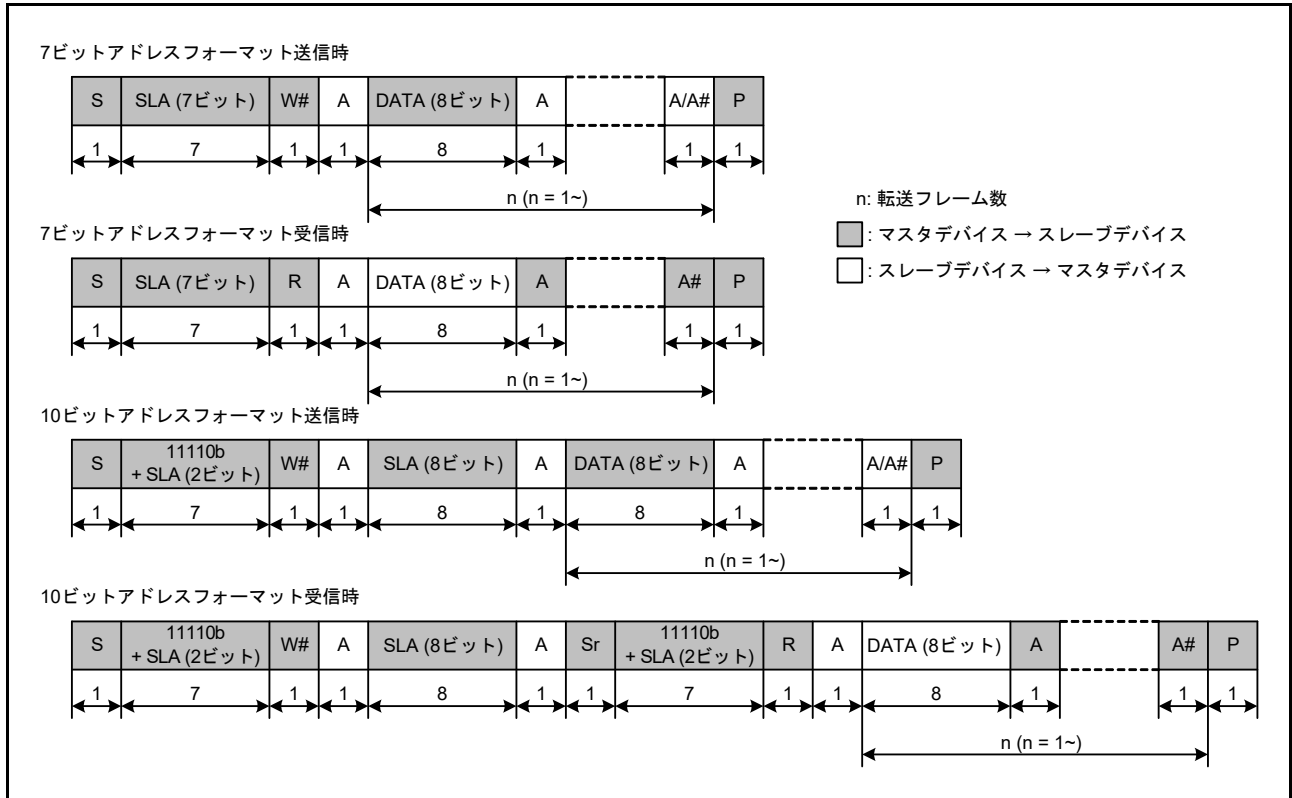 7ビットアドレスフォーマット送信時
S SLA (7ビット) W# A DATA (8ビット) A A/A# P
1 7 1 1 8 1 1 1
n (n = 1~)
n: 転送フレーム数
: マスタデバイス → スレーブデバイス
: スレーブデバイス → マスタデバイス
7ビットアドレスフォーマット受信時
S SLA (7ビット) R A DATA (8ビット) A A# P
1 7 1 1 8 1 1 1
n (n = 1~)
10ビットアドレスフォーマット送信時
S 11110b + SLA (2ビット) W# A SLA (8ビット) A DATA (8ビット) A A/A# P
1 7 1 1 8 1 8 1 1 1
n (n = 1~)
10ビットアドレスフォーマット受信時
S 11110b + SLA (2ビット) W# A SLA (8ビット) A Sr 11110b + SLA (2ビット) R A DATA (8ビット) A A# P
1 7 1 1 8 1 1 7 1 1 8 1 1 1
n (n = 1~)